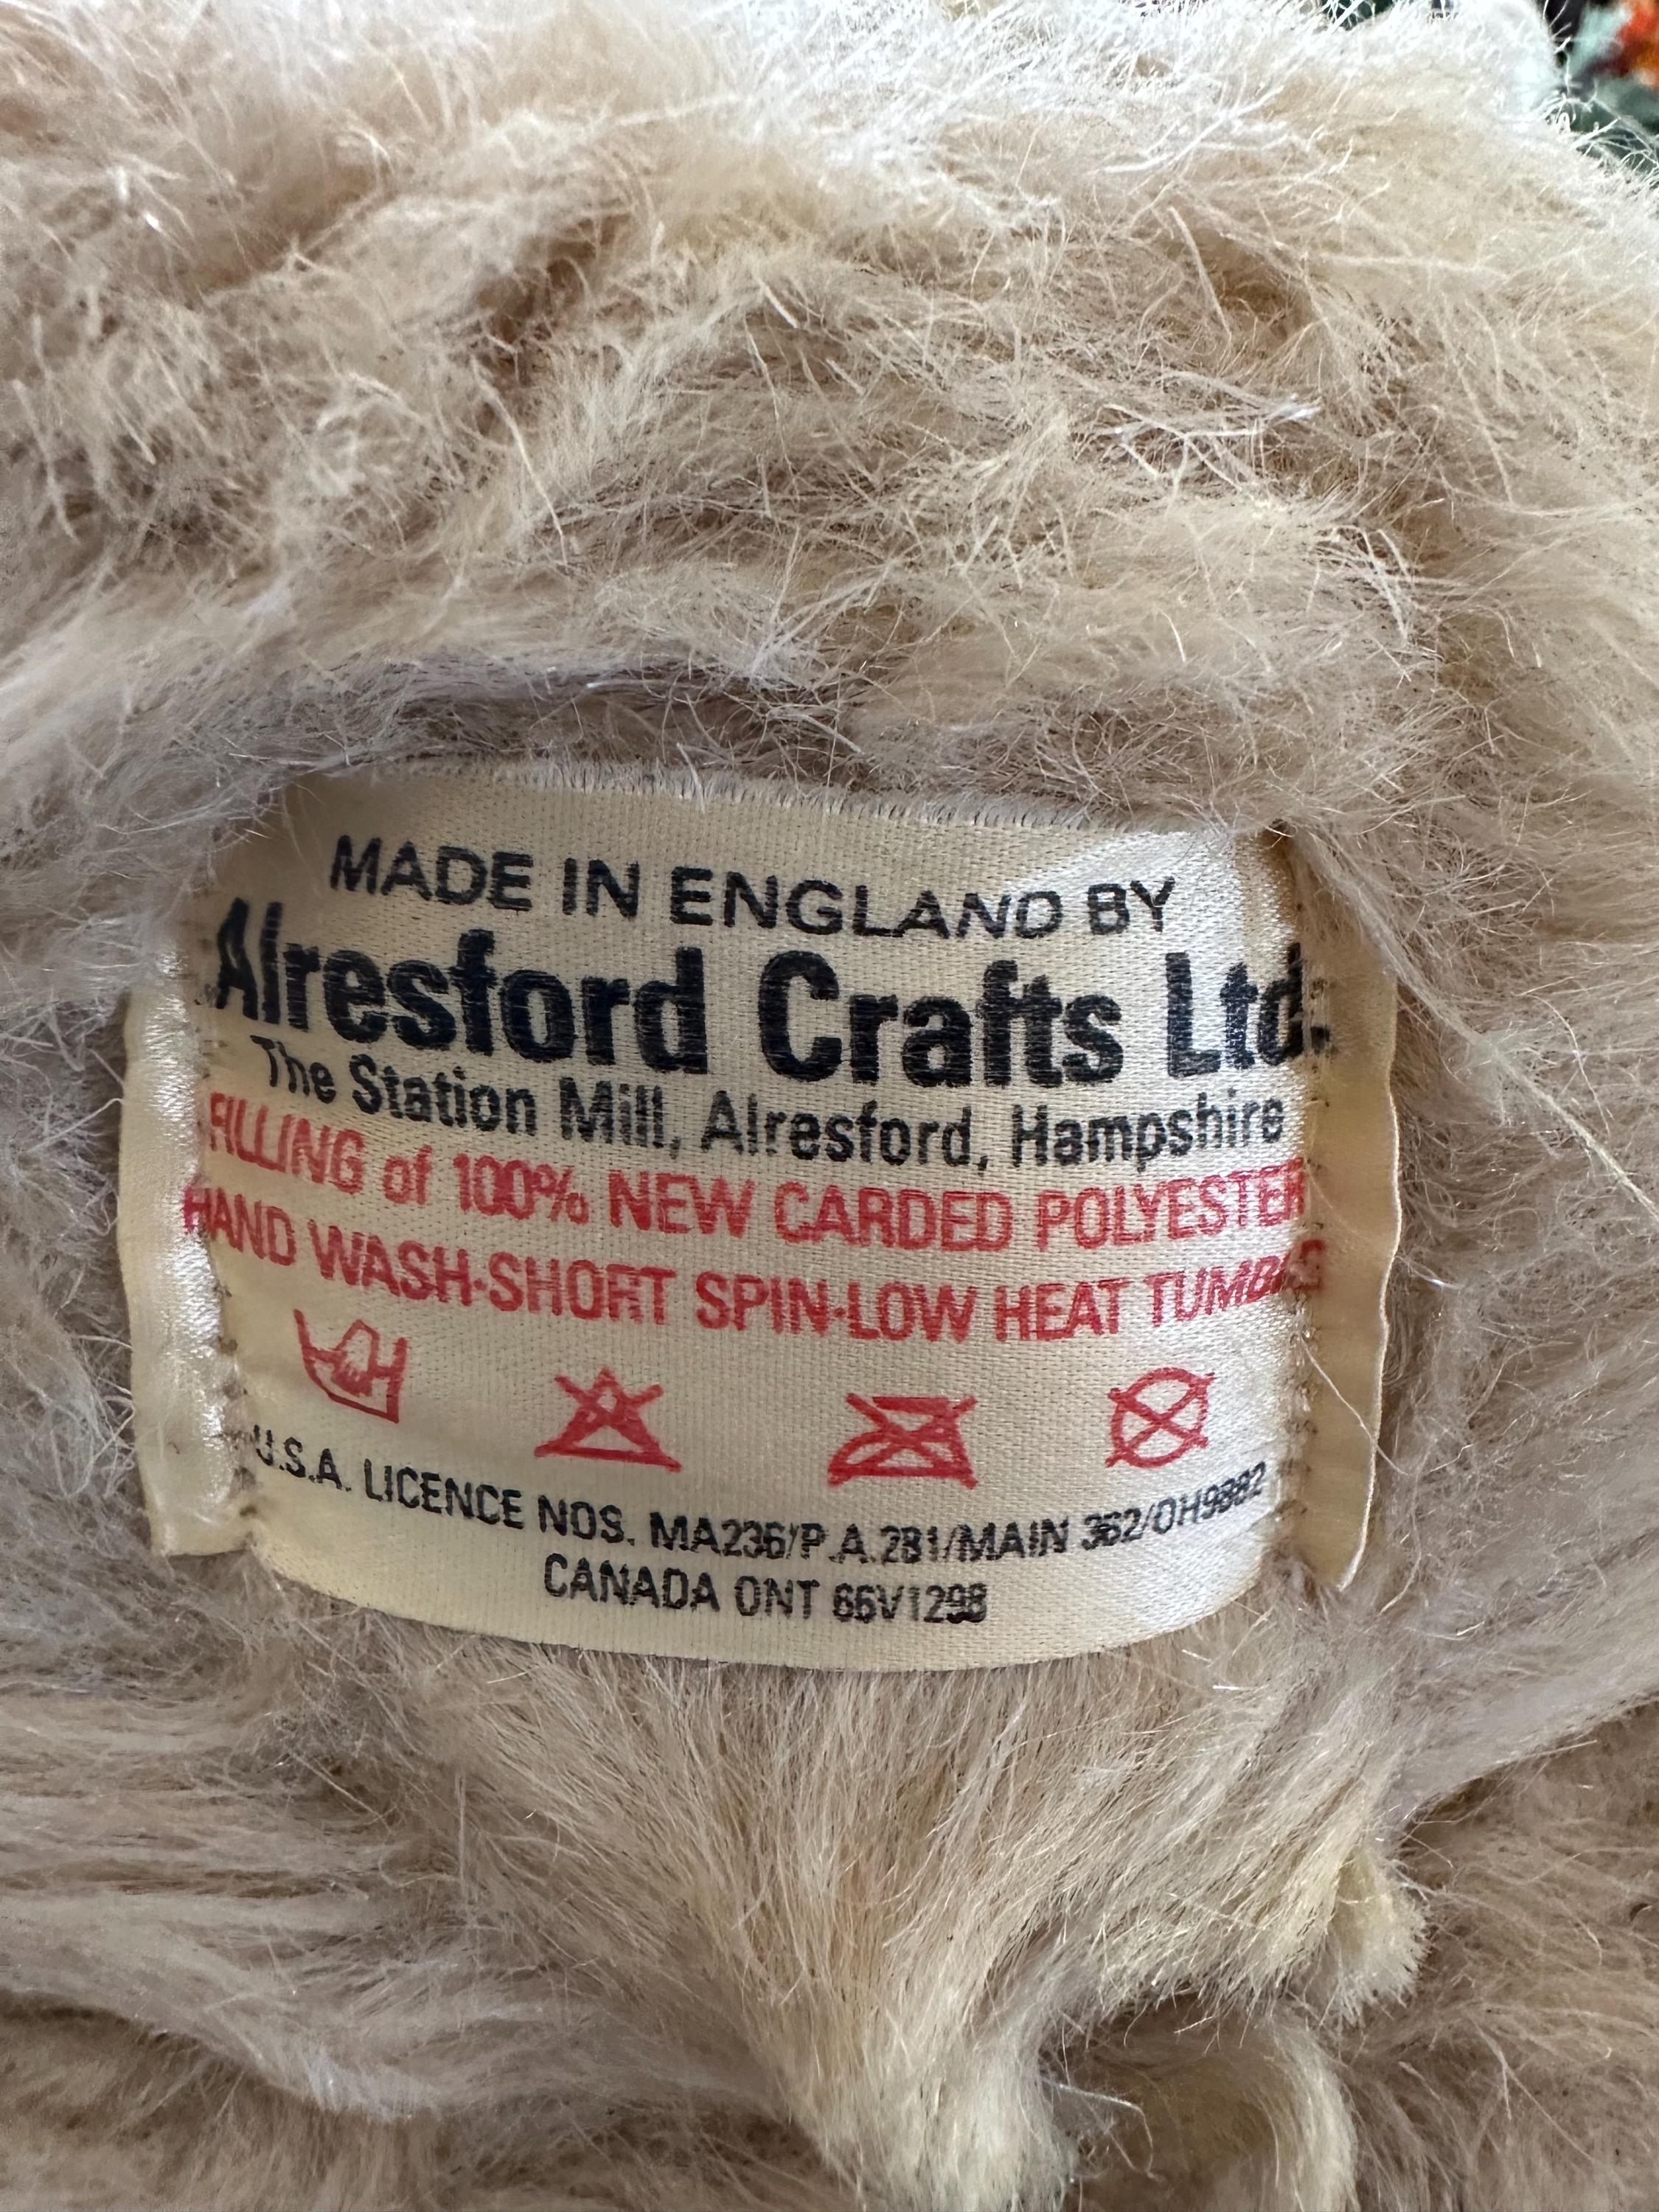 MADE IN ENGLAND BY
Alresford Crafts Ltd.
The Station Mill, Alresford, Hampshire
FILLING of 100% NEW CARDED POLYESTER
HAND WASH·SHORT SPIN·LOW HEAT TUMBLE
U.S.A. LICENCE NOS. MA236/P.A.281/MAIN 362/OH9882
CANADA ONT 66V1298